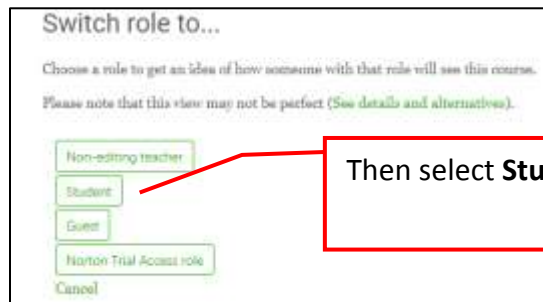 Switch role to...
Choose a role to get an idea of how someone with that role will see this course.
Please note that this view may not be perfect (See details and alternatives).
Non-editing teacher
Then select Stu
Student
Guest
Norton Trial Access role
Cancel